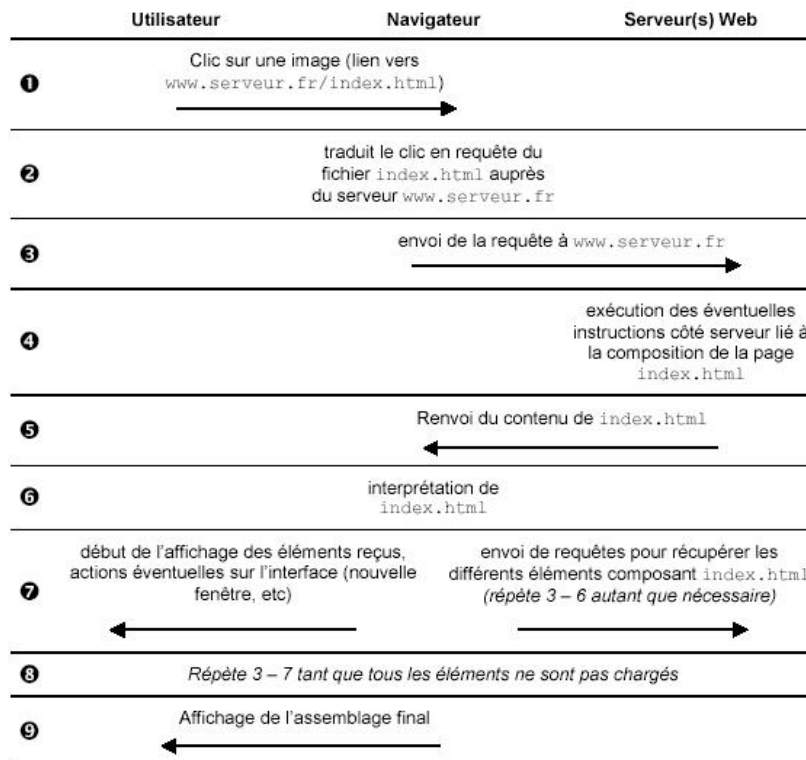 Utilisateur Navigateur Serveur(s) Web
❶
Clic sur une image (lien vers
www.serveur.fr/index.html)
❷
traduit le clic en requête du
fichier index.html auprès
du serveur www.serveur.fr
❸
envoi de la requête à www.serveur.fr
❹
exécution des éventuelles
instructions côté serveur lié à
la composition de la page
index.html
❺
Renvoi du contenu de index.html
❻
interprétation de
index.html
❼
début de l'affichage des éléments reçus,
actions éventuelles sur l'interface (nouvelle
fenêtre, etc)
envoi de requêtes pour récupérer les
différents éléments composant index.html
(répète 3 – 6 autant que nécessaire)
❽
Répète 3 – 7 tant que tous les éléments ne sont pas chargés
❾
Affichage de l'assemblage final